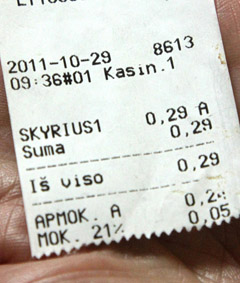 2011-10-29 8613
09:36#01 Kasin.1
SKYRIUS1 0,29 A
Suma 0,29
Iš viso 0,29
APMOK. A
MOK. 21% 0,05